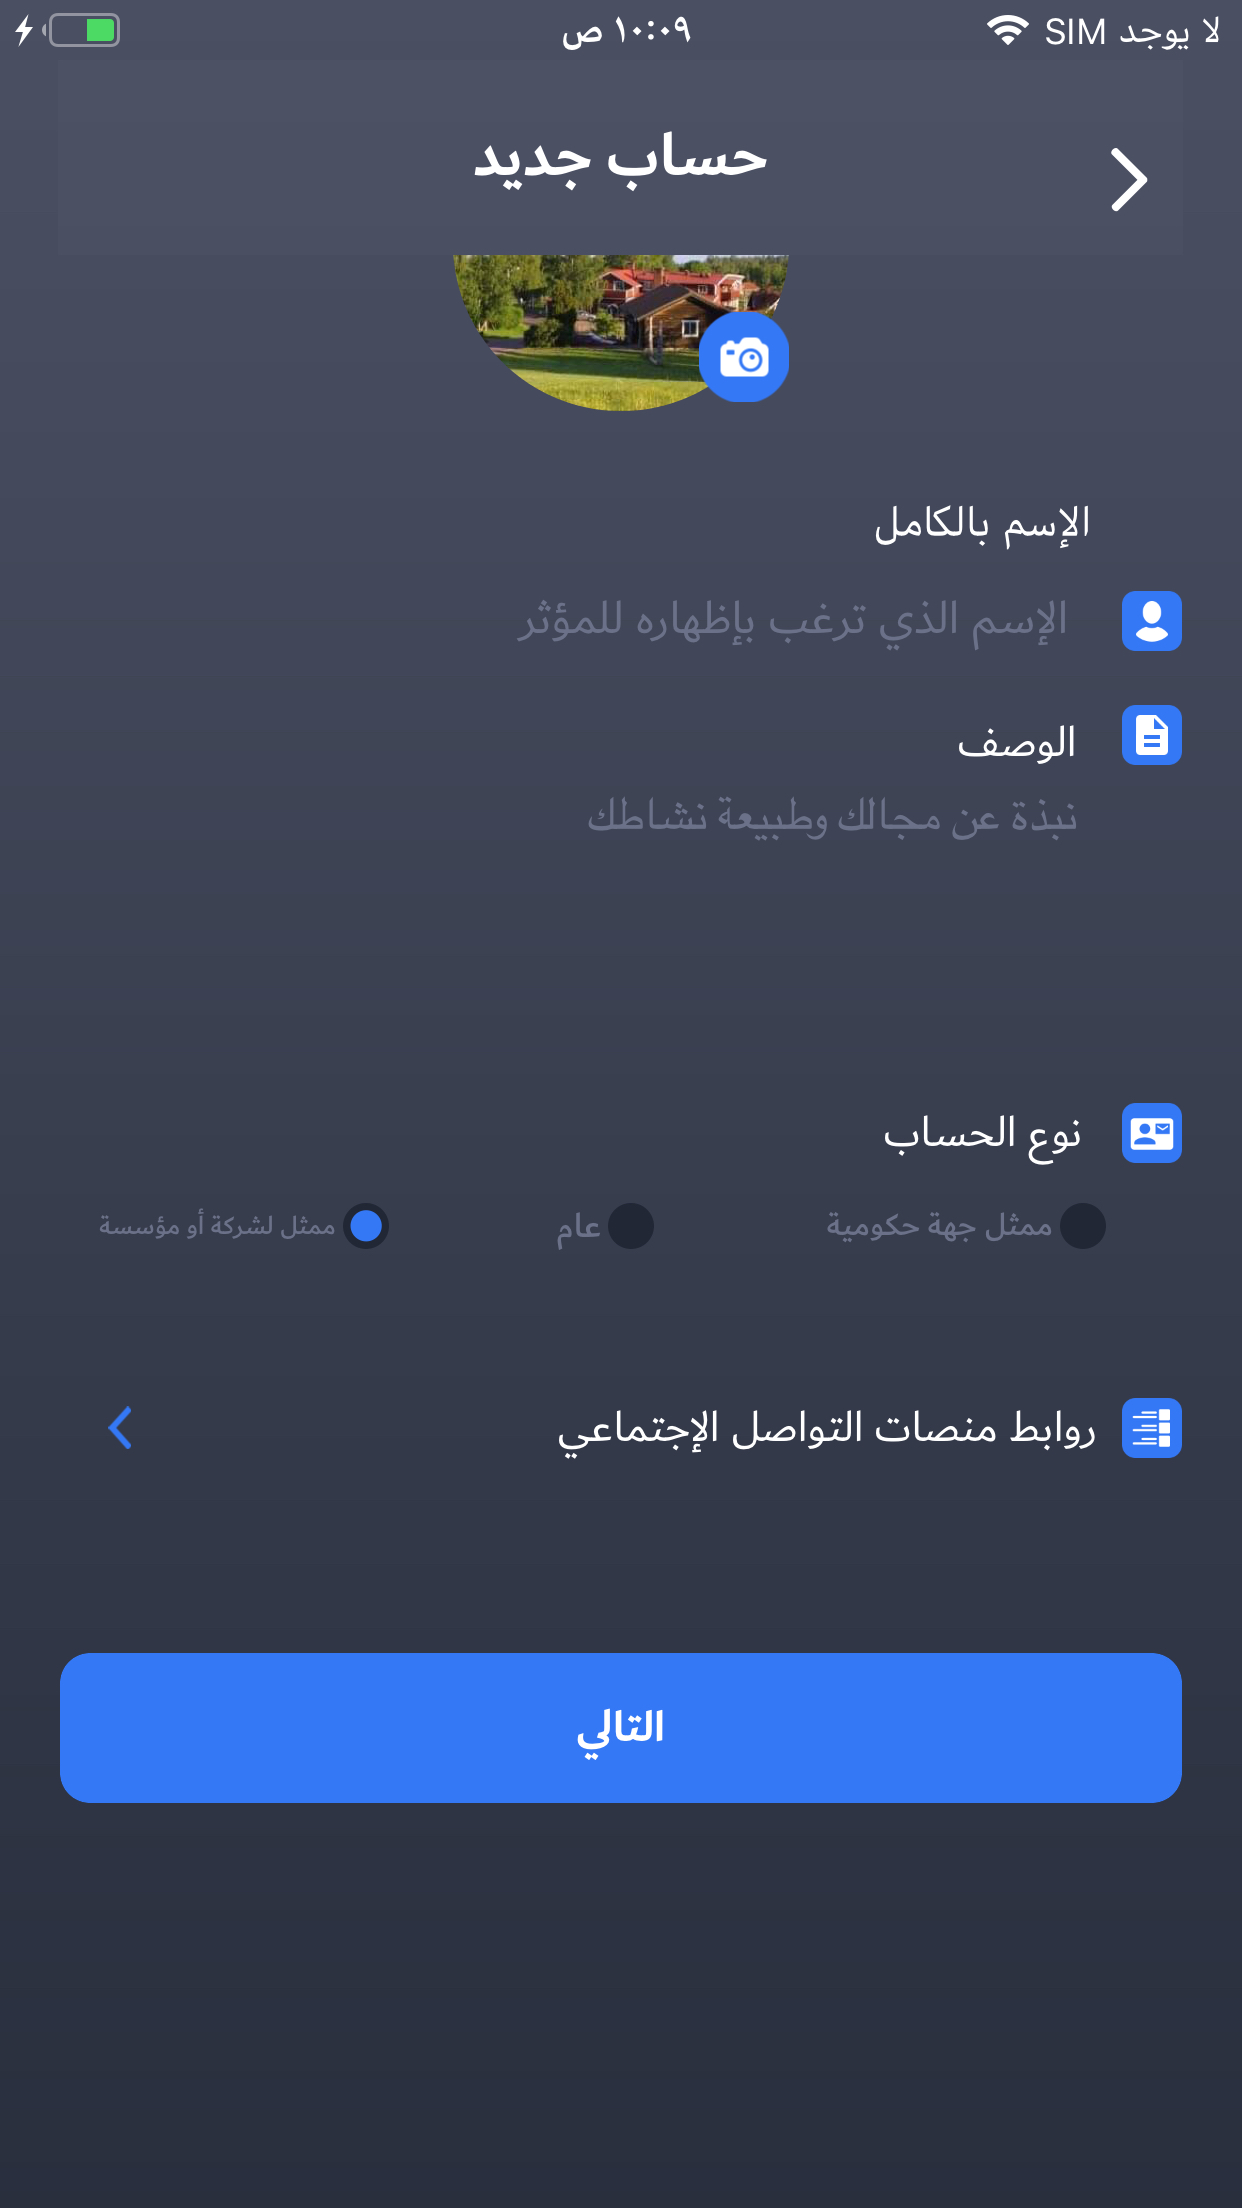 لا يوجد SIM ١٠:٠٩ ص
حساب جديد
الإسم بالكامل
الإسم الذي ترغب بإظهاره للمؤثر
الوصف
نبذة عن مجالك وطبيعة نشاطك
نوع الحساب
ممثل جهة حكومية عام ممثل لشركة أو مؤسسة
روابط منصات التواصل الإجتماعي
التالي